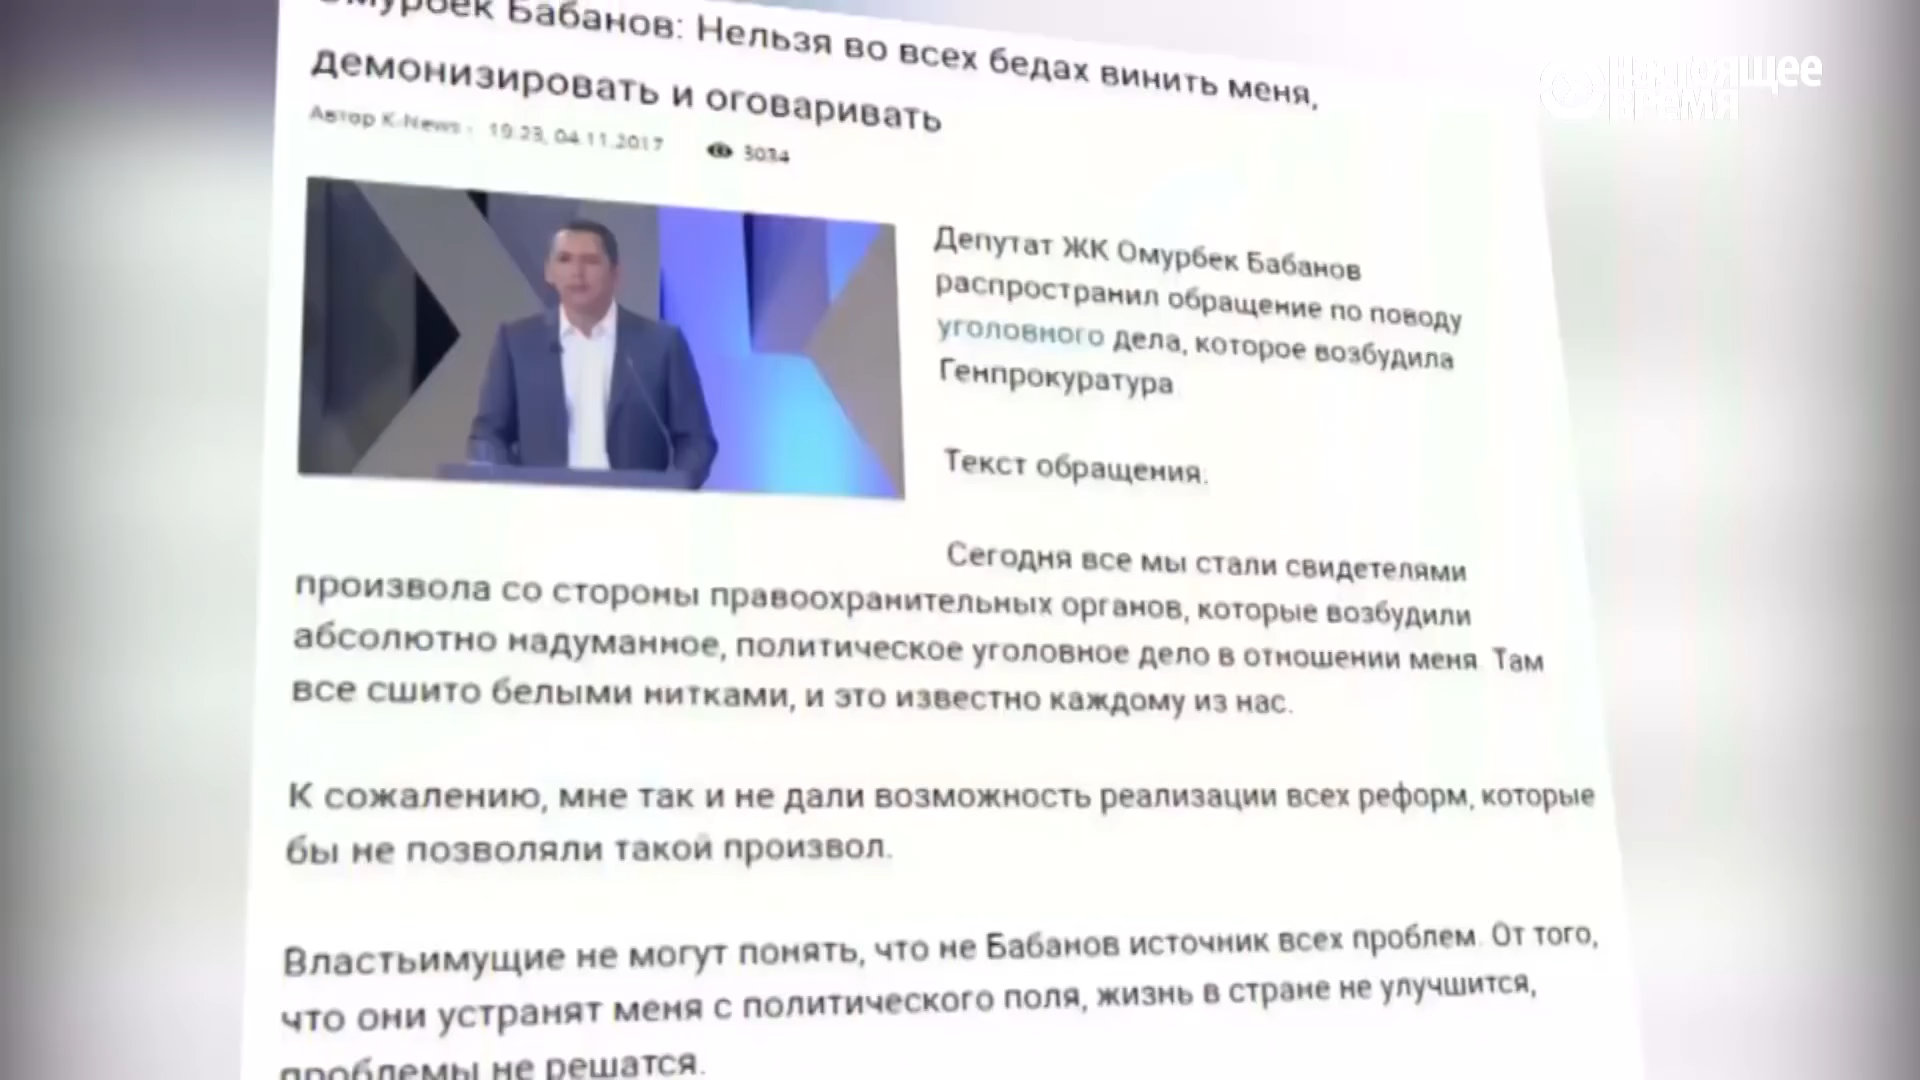 Омурбек Бабанов: Нельзя во всех бедах винить меня,
демонизировать и оговаривать
Автор K-News - 19:23, 04.11.2017 3034
НАСТОЯЩЕЕ
ВРЕМЯ
Депутат ЖК Омурбек Бабанов
распространил обращение по поводу
уголовного дела, которое возбудила
Генпрокуратура
Текст обращения:
Сегодня все мы стали свидетелями
произвола со стороны правоохранительных органов, которые возбудили
абсолютно надуманное, политическое уголовное дело в отношении меня. Там
все сшито белыми нитками, и это известно каждому из нас.
К сожалению, мне так и не дали возможность реализации всех реформ, которые
бы не позволяли такой произвол.
Властьимущие не могут понять, что не Бабанов источник всех проблем. От того,
что они устранят меня с политического поля, жизнь в стране не улучшится,
проблемы не решатся.